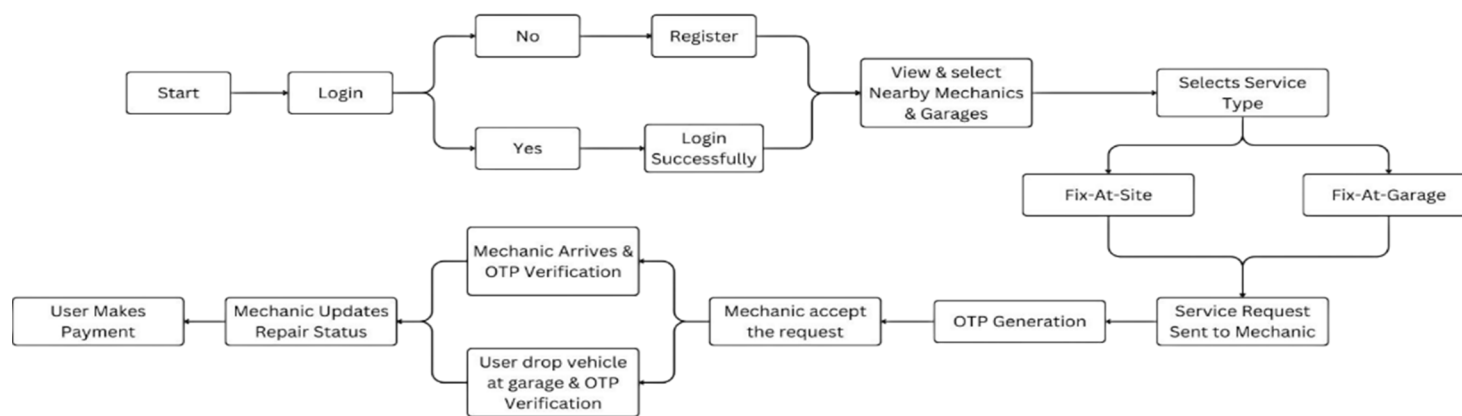 Start
Login
No
Register
Yes
Login
Successfully
View & select
Nearby Mechanics
& Garages
Selects Service
Type
Fix-At-Site
Fix-At-Garage
Service Request
Sent to Mechanic
OTP Generation
Mechanic accept
the request
Mechanic Arrives &
OTP Verification
User drop vehicle
at garage & OTP
Verification
Mechanic Updates
Repair Status
User Makes
Payment